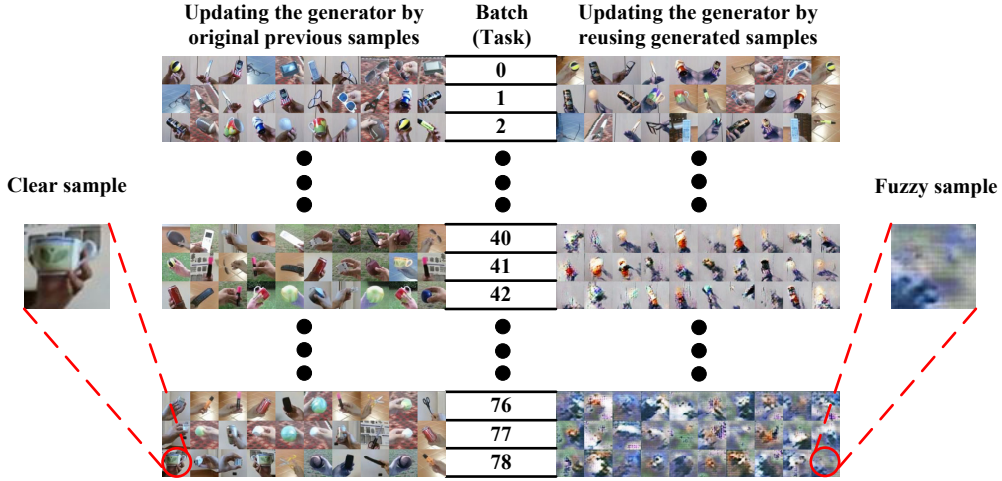 Updating the generator by
original previous samples
Batch
(Task)
Updating the generator by
reusing generated samples
0
1
2
Clear sample
Fuzzy sample
40
41
42
76
77
78